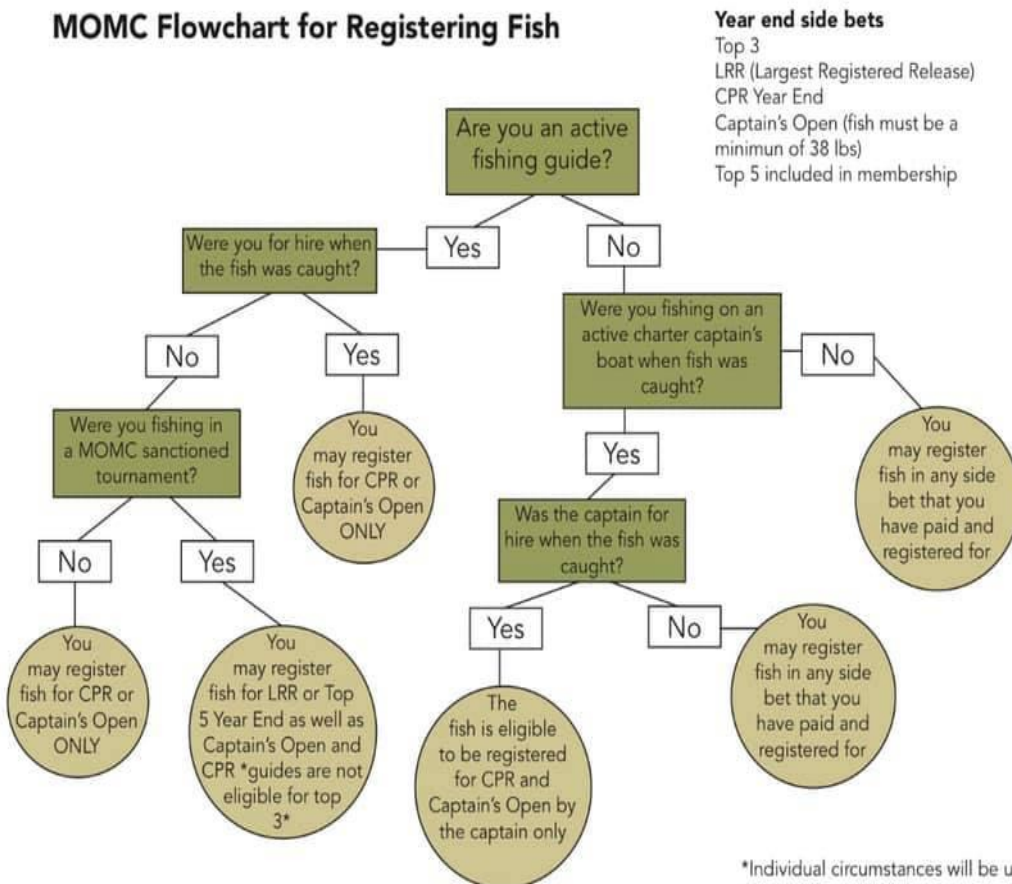 MOMC Flowchart for Registering Fish
Year end side bets
Top 3
LRR (Largest Registered Release)
CPR Year End
Captain's Open (fish must be a
minimun of 38 lbs)
Top 5 included in membership
Are you an active
fishing guide?
Yes
No
Were you for hire when
the fish was caught?
No
Yes
Were you fishing on an
active charter captain's
boat when fish was
caught?
No
Yes
Were you fishing in
a MOMC sanctioned
tournament?
You
may register
fish for CPR or
Captain's Open
ONLY
You
may register
fish in any side
bet that you
have paid and
registered for
Was the captain for
hire when the fish was
caught?
No
Yes
Yes
No
You
may register
fish for CPR or
Captain's Open
ONLY
You
may register
fish for LRR or Top
5 Year End as well as
Captain's Open and
CPR *guides are not
eligible for top
3*
The
fish is eligible
to be registered
for CPR and
Captain's Open by
the captain only
You
may register
fish in any side
bet that you
have paid and
registered for
*Individual circumstances will be